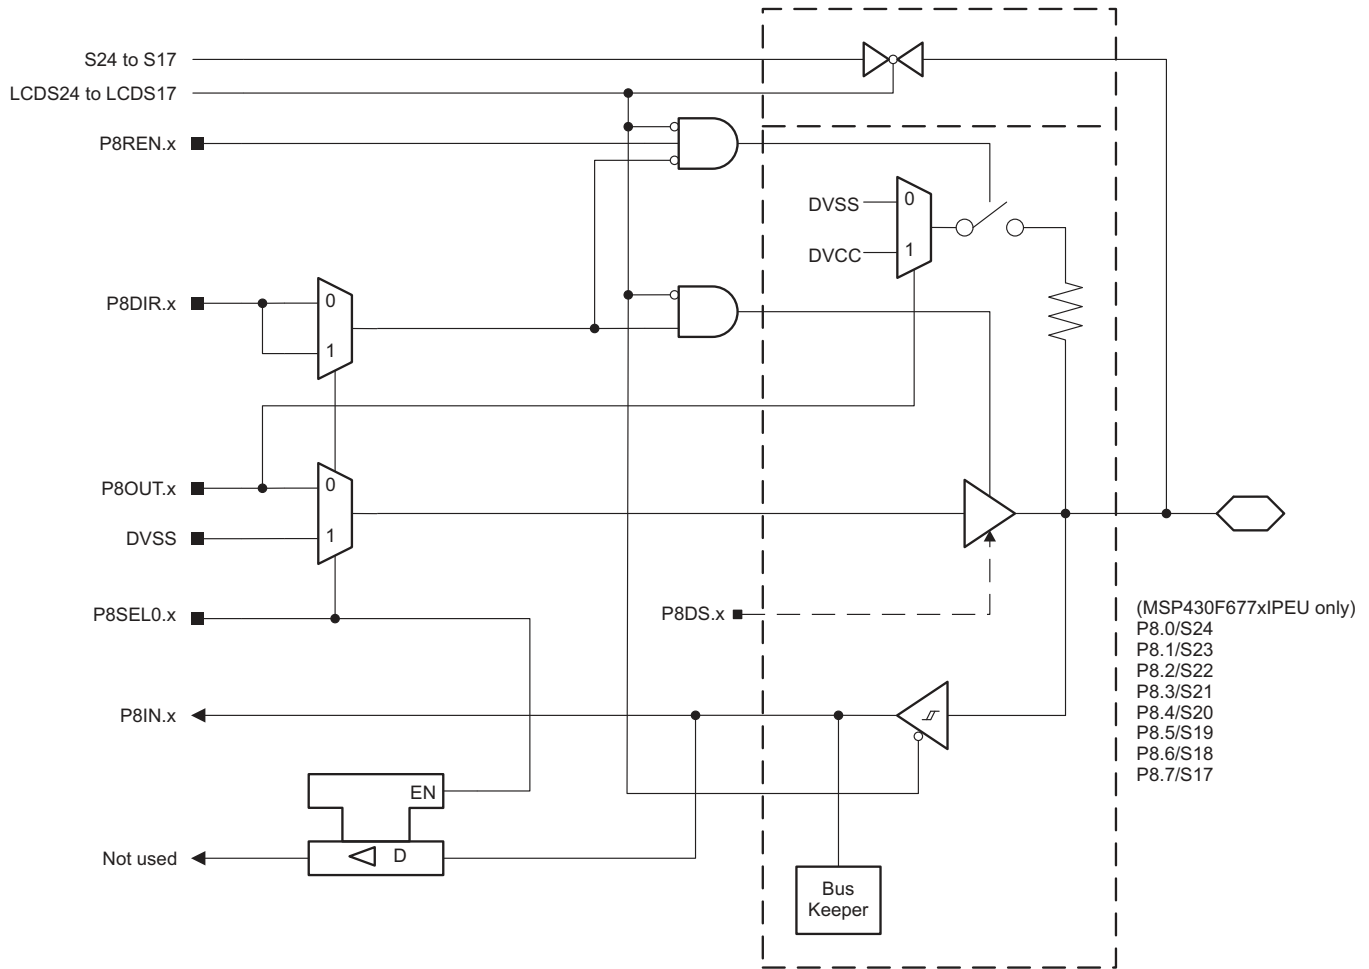 S24 to S17
LCDS24 to LCDS17
P8REN.x
DVSS
0
DVCC
1
P8DIR.x
0
1
P8OUT.x
0
DVSS
1
P8SEL0.x
P8DS.x
(MSP430F677xIPEU only)
P8.0/S24
P8.1/S23
P8.2/S22
P8.3/S21
P8.4/S20
P8.5/S19
P8.6/S18
P8.7/S17
P8IN.x
EN
Not used
D
Bus
Keeper